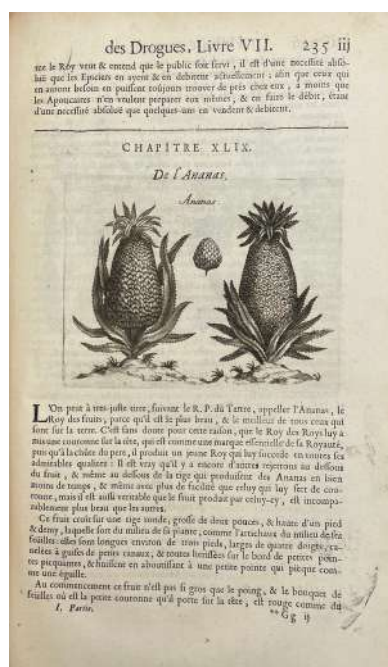 des Drogues, Livre VII. 235 iij
tre le Roy veut & entend que le public soit servi, il est d'une necessité abso-
luë que les Epiciers en ayent & en debitent actuellement; afin que ceux qui
en auront besoin en puissent toûjours trouver de prés chez eux, à moins que
les Apoticaires n'en veulent preparer eux mêmes, & en faire le débit, étant
d'une necessité absoluë que quelques-uns en vendent & debitent.
CHAPITRE XLIX.
De l'Ananas.
Ananas.
L'On peut à tres-juste titre, suivant le R. P. du Tertre, appeller l'Ananas, le
Roy des fruits, parce qu'il est le plus beau, & le meilleur de tous ceux qui
sont sur la terre. C'est sans doute pour cette raison, que le Roy des Roys luy a
mis une couronne sur la tête, qui est comme une marque essentielle de sa Royauté,
puis qu'à la chûte du pere, il produit un jeune Roy qui luy succede en toutes ses
admirables qualitez: Il est vray qu'il y a encore d'autres rejettons au dessous
du fruit, & même au dessous de la tige qui produisent des Ananas en bien
moins de temps, & même avec plus de facilité que celuy qui luy sert de cou-
ronne, mais il est aussi veritable que le fruit produit par celuy-cy, est incompa-
rablement plus beau que les autres.
Ce fruit croît sur une tige ronde, grosse de deux pouces, & haute d'un pied
& demy, laquelle sort du milieu de sa plante, comme l'artichaux du milieu de ses
feüilles: elles sont longues environ de trois pieds, larges de quatre doigts, ca-
nelées à guises de petits canaux, & toutes herissées sur le bord de petites poin-
tes picquantes, & finissent en aboutissant à une petite pointe qui picque com-
me une éguille.
Au commencement ce fruit n'est pas si gros que le poing, & le bouquet de
feüilles où est la petite couronne qu'il porte sur la tête, est rouge comme du
I. Partie. **Gg ij